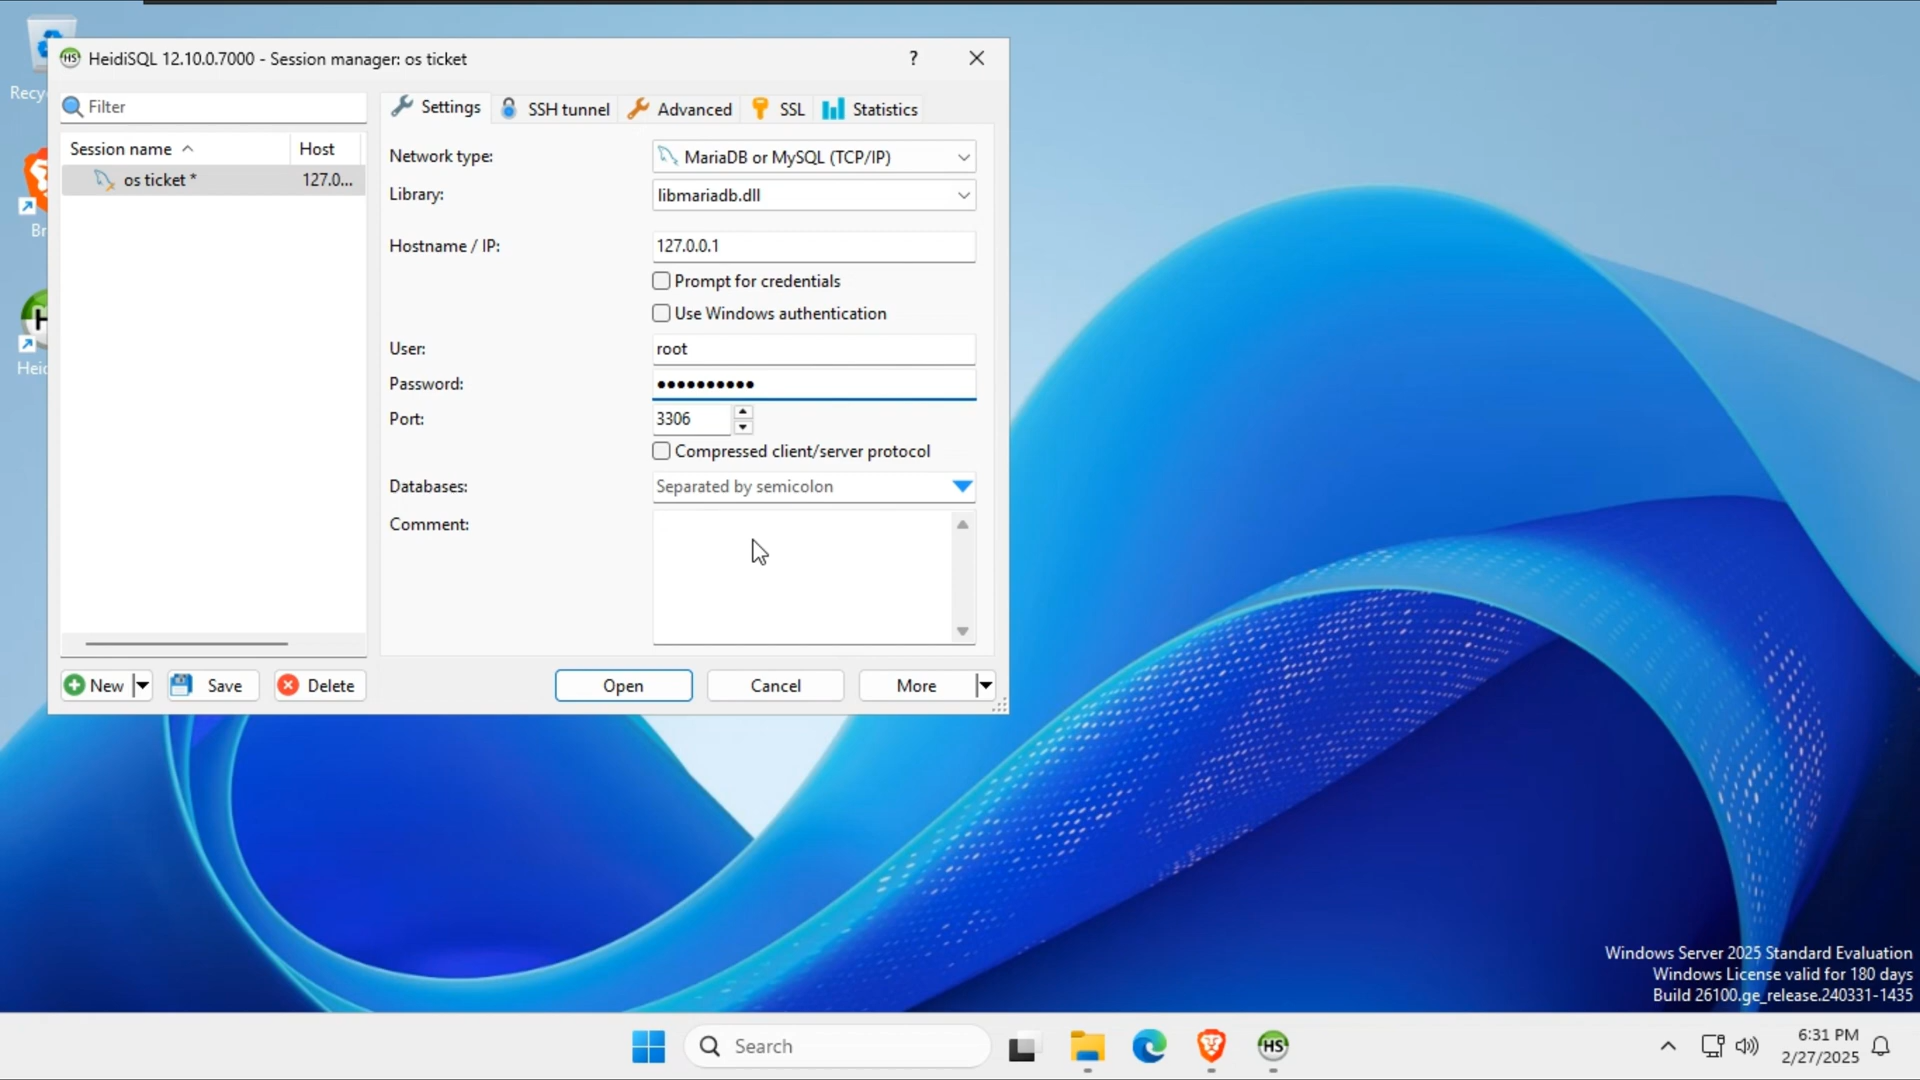 HeidiSQL 12.10.0.7000 - Session manager: os ticket
?
Filter
Session name
Host
os ticket *
127.0...
Settings
SSH tunnel
Advanced
SSL
Statistics
Network type:
MariaDB or MySQL (TCP/IP)
Library:
libmariadb.dll
Hostname / IP:
127.0.0.1
Prompt for credentials
Use Windows authentication
User:
root
Password:
●●●●●●●●●●
Port:
3306
Compressed client/server protocol
Databases:
Separated by semicolon
Comment:
New
Save
Delete
Open
Cancel
More
Recy
Br
Heid
Windows Server 2025 Standard Evaluation
Windows License valid for 180 days
Build 26100.ge_release.240331-1435
Search
HS
6:31 PM
2/27/2025